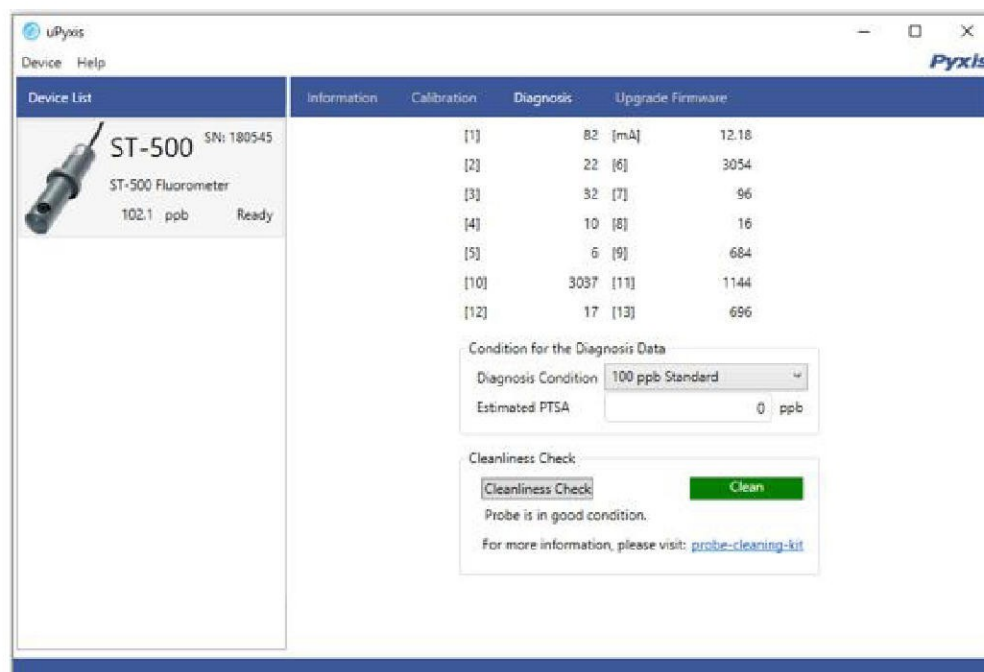 uPyxis
Device Help
Pyxis
Device List
Information Calibration Diagnosis Upgrade Firmware
ST-500 SN: 180545
ST-500 Fluorometer
102.1 ppb Ready
[1] 82 [mA] 12.18
[2] 22 [6] 3054
[3] 32 [7] 96
[4] 10 [8] 16
[5] 6 [9] 684
[10] 3037 [11] 1144
[12] 17 [13] 696
Condition for the Diagnosis Data
Diagnosis Condition 100 ppb Standard
Estimated PTSA 0 ppb
Cleanliness Check
Cleanliness Check Clean
Probe is in good condition.
For more information, please visit: probe-cleaning-kit